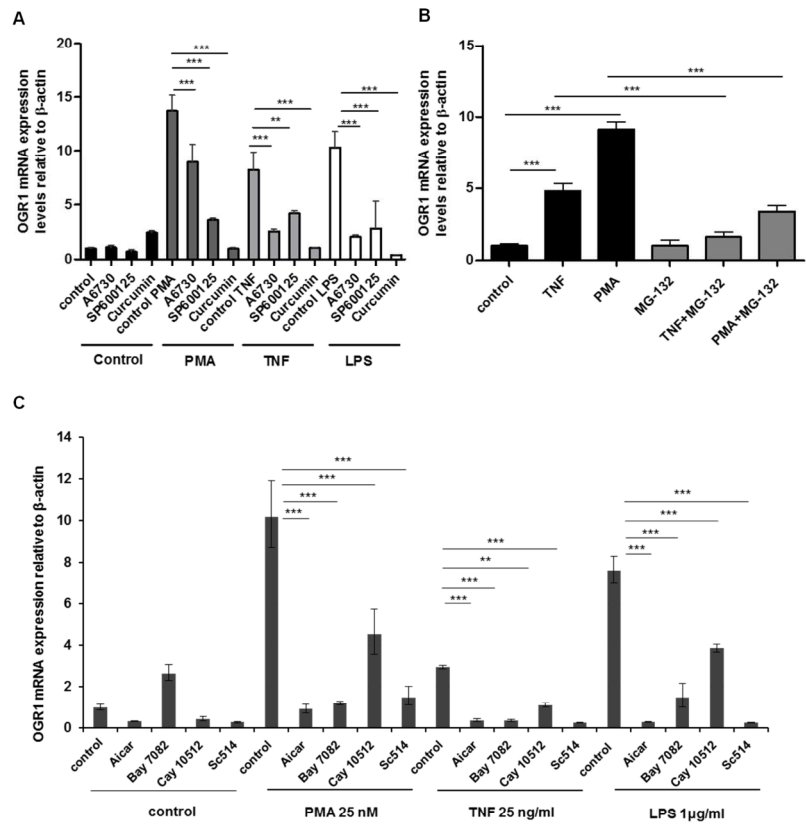 A
OGR1 mRNA expression
levels relative to β-actin
20
15
10
5
0
***
***
***
***
**
***
***
***
***
control
A6730
SP600125
Curcumin
control PMA
A6730
SP600125
Curcumin
control TNF
A6730
SP600125
Curcumin
control LPS
A6730
SP600125
Curcumin
Control
PMA
TNF
LPS
B
OGR1 mRNA expression
levels relative to β-actin
15
10
5
0
***
***
***
***
control
TNF
PMA
MG-132
TNF+MG-132
PMA+MG-132
C
OGR1 mRNA expression relative to β-actin
14
12
10
8
6
4
2
0
***
***
***
***
***
**
***
***
***
***
***
***
control
Aicar
Bay 7082
Cay 10512
Sc514
control
Aicar
Bay 7082
Cay 10512
Sc514
control
Aicar
Bay 7082
Cay 10512
Sc514
control
Aicar
Bay 7082
Cay 10512
Sc514
control
PMA 25 nM
TNF 25 ng/ml
LPS 1µg/ml